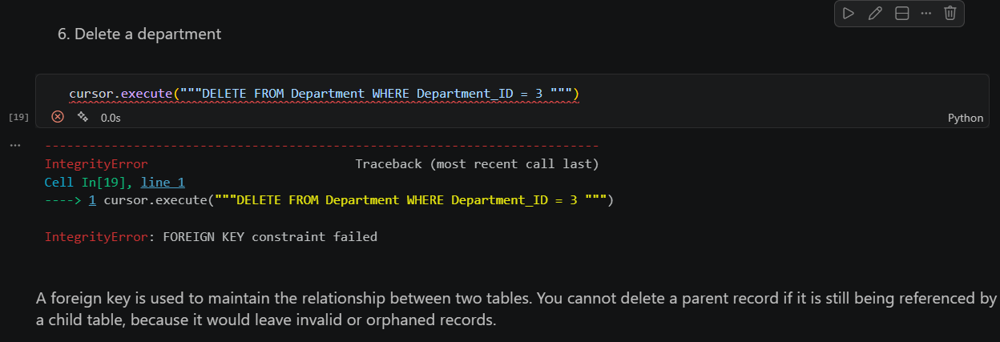 6. Delete a department
cursor.execute("""DELETE FROM Department WHERE Department_ID = 3 """)
[19]
0.0s
Python
---------------------------------------------------------------------------
IntegrityError                            Traceback (most recent call last)
Cell In[19], line 1
----> 1 cursor.execute("""DELETE FROM Department WHERE Department_ID = 3 """)
IntegrityError: FOREIGN KEY constraint failed
A foreign key is used to maintain the relationship between two tables. You cannot delete a parent record if it is still being referenced by
a child table, because it would leave invalid or orphaned records.